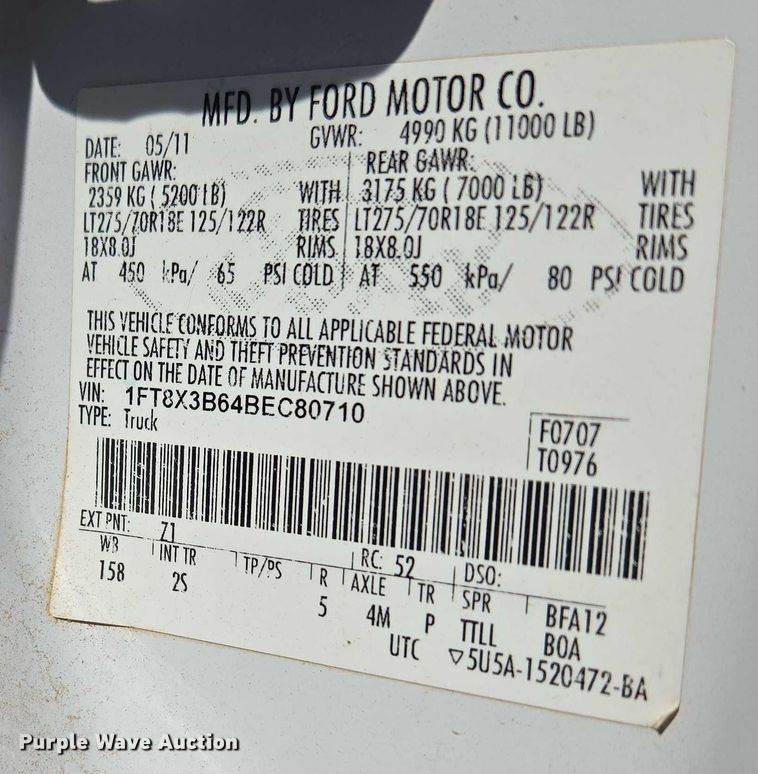 MFD. BY FORD MOTOR CO.
DATE: 05/11 GVWR: 4990 KG (11000 LB)
FRONT GAWR: REAR GAWR:
2359 KG ( 5200 LB) WITH 3175 KG ( 7000 LB) WITH
LT275/70R18E 125/122R TIRES LT275/70R18E 125/122R TIRES
18X8.0J RIMS 18X8.0J RIMS
AT 450 kPa/ 65 PSI COLD AT 550 kPa/ 80 PSI COLD
THIS VEHICLE CONFORMS TO ALL APPLICABLE FEDERAL MOTOR
VEHICLE SAFETY AND THEFT PREVENTION STANDARDS IN
EFFECT ON THE DATE OF MANUFACTURE SHOWN ABOVE.
VIN: 1FT8X3B64BEC80710
TYPE: Truck
F0707
T0976
EXT PNT: Z1 RC: 52 DSO:
WB INT TR TP/PS R AXLE TR SPR BFA12
158 2S 5 4M P TTLL BOA
UTC ▽5U5A-1520472-BA
Purple Wave Auction